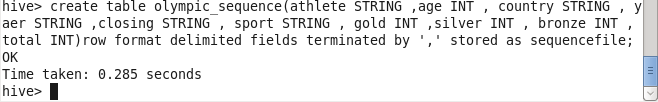 hive> create table olympic_sequence(athlete STRING ,age INT , country STRING , y
aer STRING ,closing STRING , sport STRING , gold INT ,silver INT , bronze INT ,
total INT)row format delimited fields terminated by ',' stored as sequencefile;
OK
Time taken: 0.285 seconds
hive>